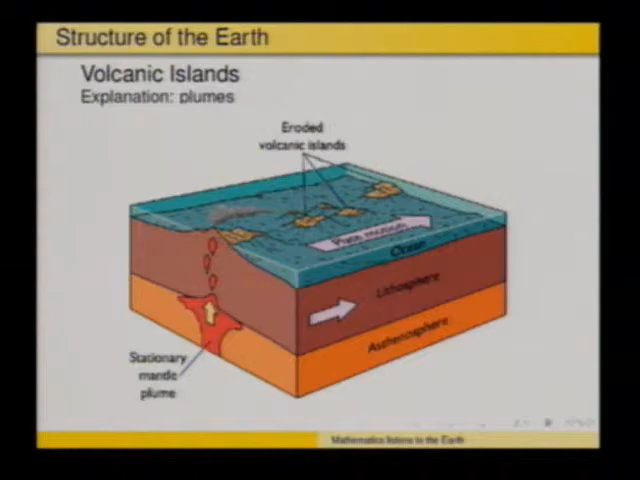 Structure of the Earth
Volcanic Islands
Explanation: plumes
Eroded
volcanic islands
Plate motion
Ocean
Lithosphere
Asthenosphere
Stationary
mantle
plume
Mathematics listens to the Earth